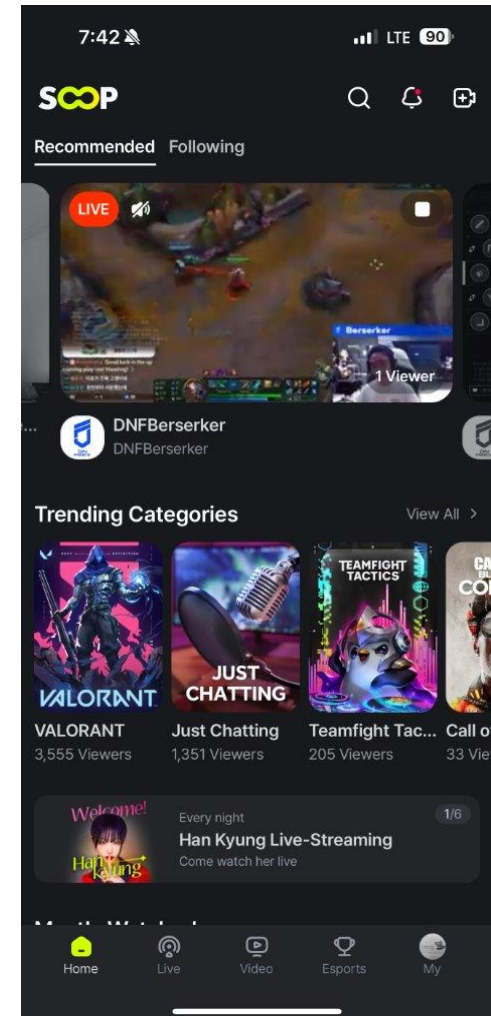 7:42
LTE 90
SOOP
Recommended Following
LIVE
Berserker
1 Viewer
DNFBerserker
DNFBerserker
Trending Categories
View All >
VALORANT
JUST
CHATTING
TEAMFIGHT
TACTICS
VALORANT
3,555 Viewers
Just Chatting
1,351 Viewers
Teamfight Tac...
205 Viewers
Call o
33 Vie
Welcome!
Han
kyung
Every night
Han Kyung Live-Streaming
Come watch her live
1/6
Home
Live
Video
Esports
My